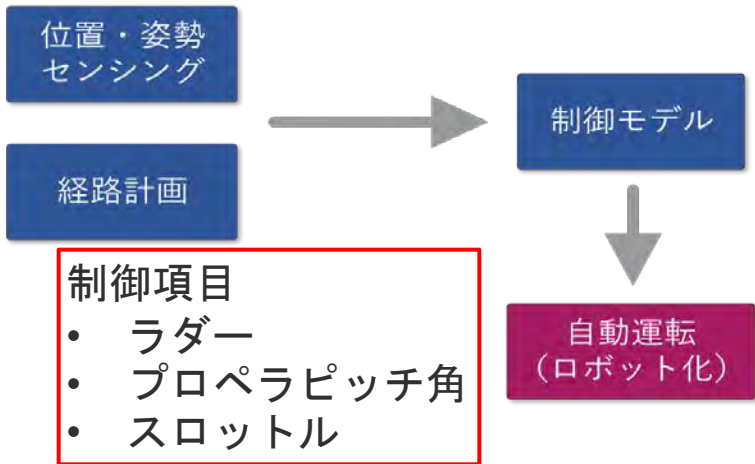 位置・姿勢
センシング
制御モデル
経路計画
制御項目
• ラダー
• プロペラピッチ角
• スロットル
自動運転
（ロボット化）